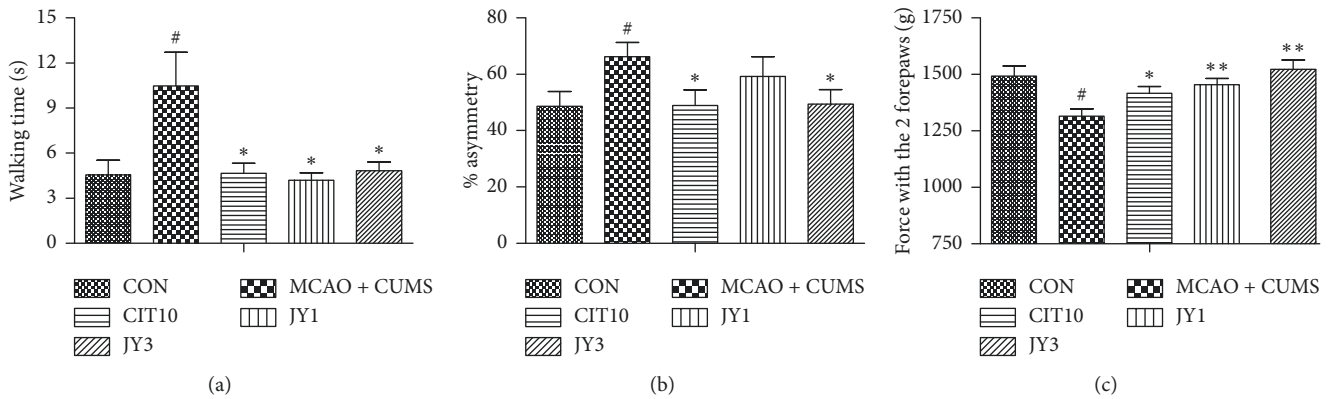 15
12
9
6
3
0
Walking time (s)
#
*
*
*
CON
MCAO + CUMS
CIT10
JY1
JY3
(a)
80
60
40
20
0
% asymmetry
#
*
*
CON
MCAO + CUMS
CIT10
JY1
JY3
(b)
1750
1500
1250
1000
750
Force with the 2 forepaws (g)
#
*
**
**
CON
MCAO + CUMS
CIT10
JY1
JY3
(c)